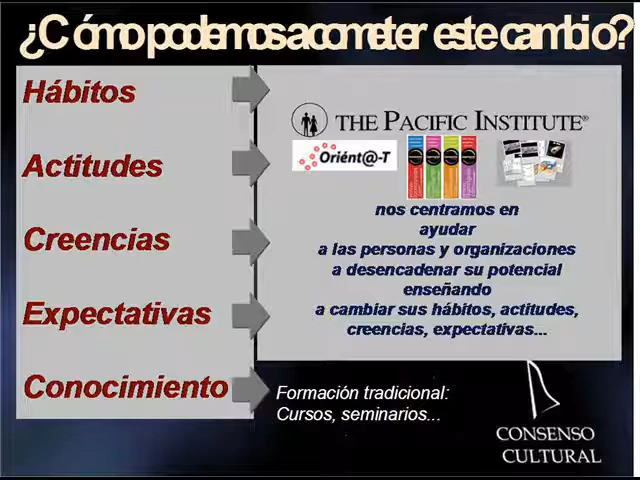 ¿Cómo podemos acometer este cambio?
Hábitos
Actitudes
Creencias
Expectativas
Conocimiento
THE PACIFIC INSTITUTE®
Oriént@-T
nos centramos en
ayudar
a las personas y organizaciones
a desencadenar su potencial
enseñando
a cambiar sus hábitos, actitudes,
creencias, expectativas...
Formación tradicional:
Cursos, seminarios...
CONSENSO
CULTURAL